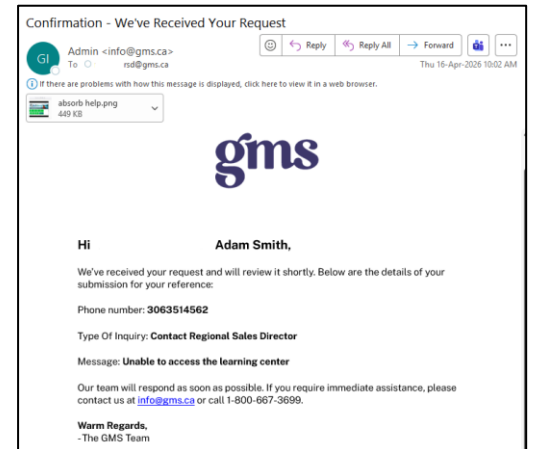 Confirmation - We've Received Your Request
GI
Admin <info@gms.ca>
To rsd@gms.ca
Reply
Reply All
Forward
Thu 16-Apr-2026 10:02 AM
If there are problems with how this message is displayed, click here to view it in a web browser.
absorb help.png
449 KB
gms
Hi Adam Smith,
We've received your request and will review it shortly. Below are the details of your
submission for your reference:
Phone number: 3063514562
Type Of Inquiry: Contact Regional Sales Director
Message: Unable to access the learning center
Our team will respond as soon as possible. If you require immediate assistance, please
contact us at info@gms.ca or call 1-800-667-3699.
Warm Regards,
- The GMS Team